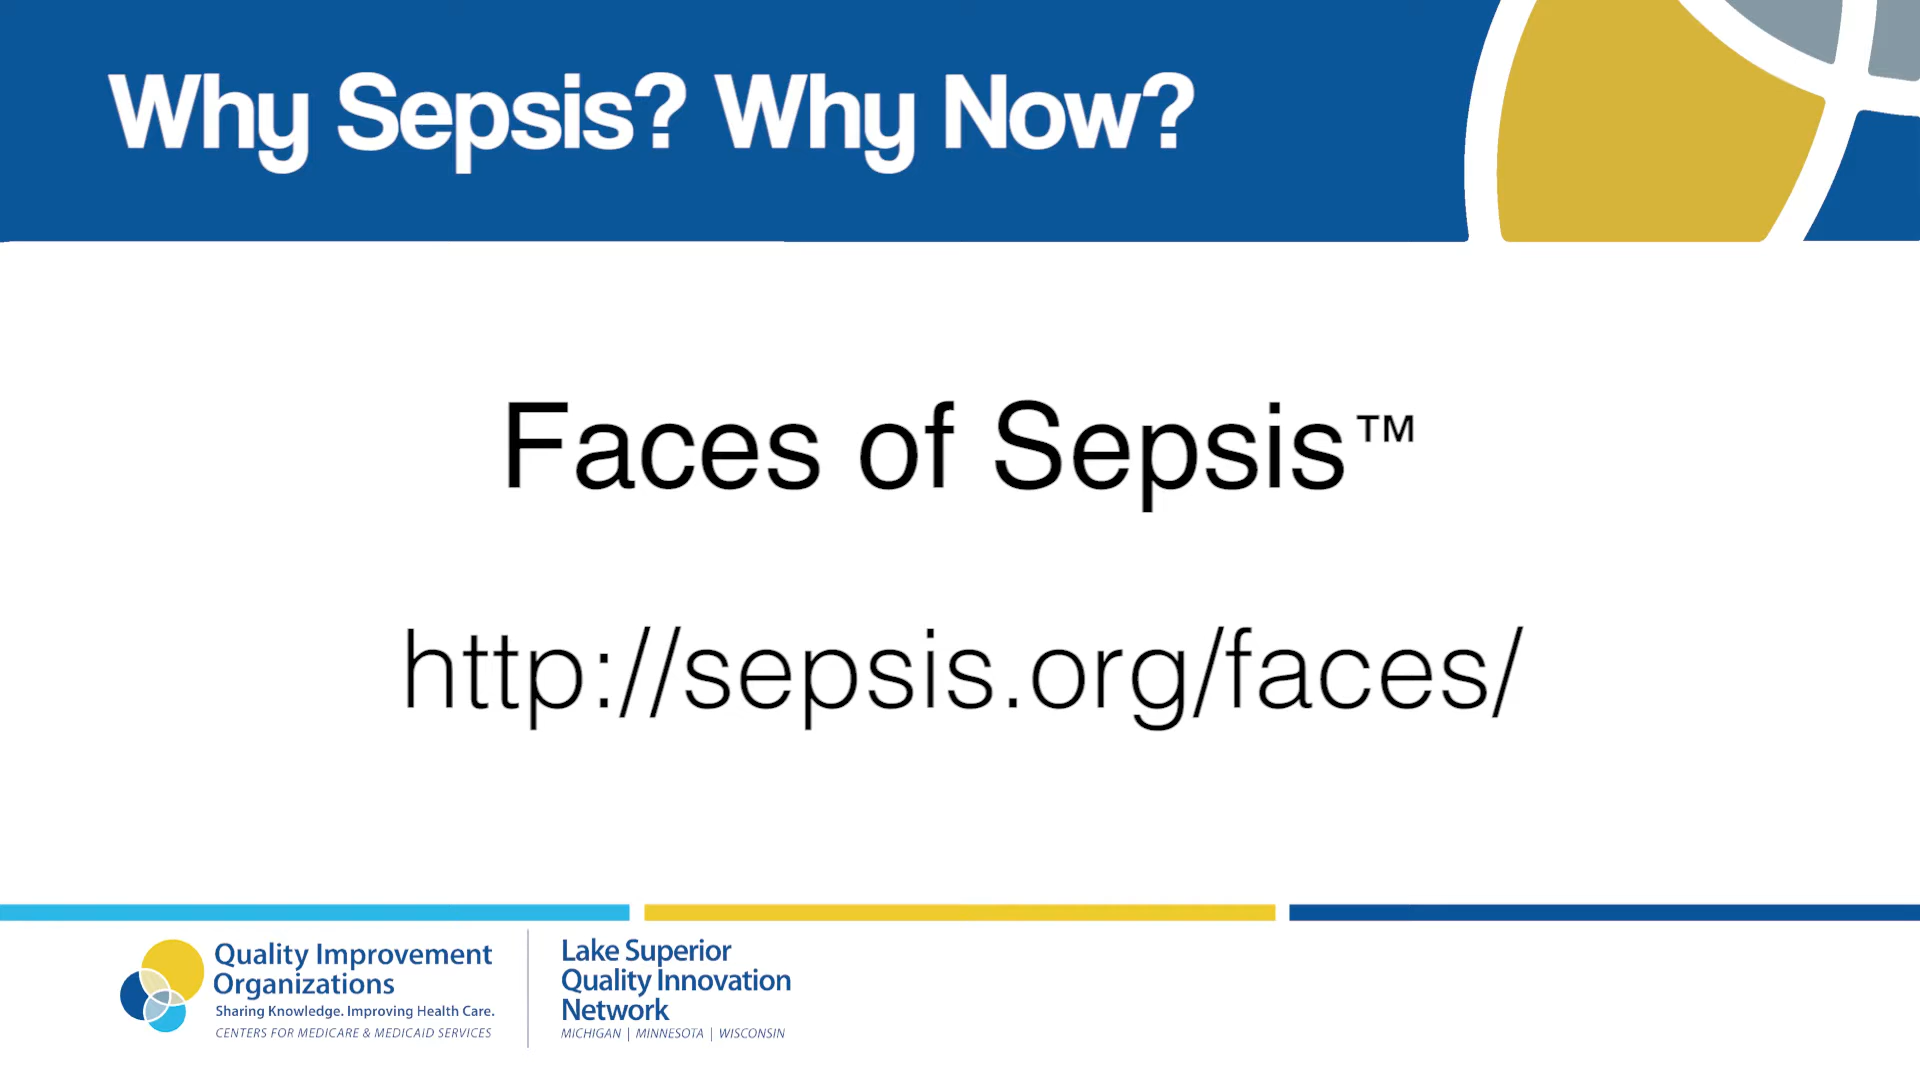 Why Sepsis? Why Now?
Faces of Sepsis™
http://sepsis.org/faces/
Quality Improvement
Organizations
Sharing Knowledge. Improving Health Care.
CENTERS FOR MEDICARE & MEDICAID SERVICES
Lake Superior
Quality Innovation
Network
MICHIGAN | MINNESOTA | WISCONSIN